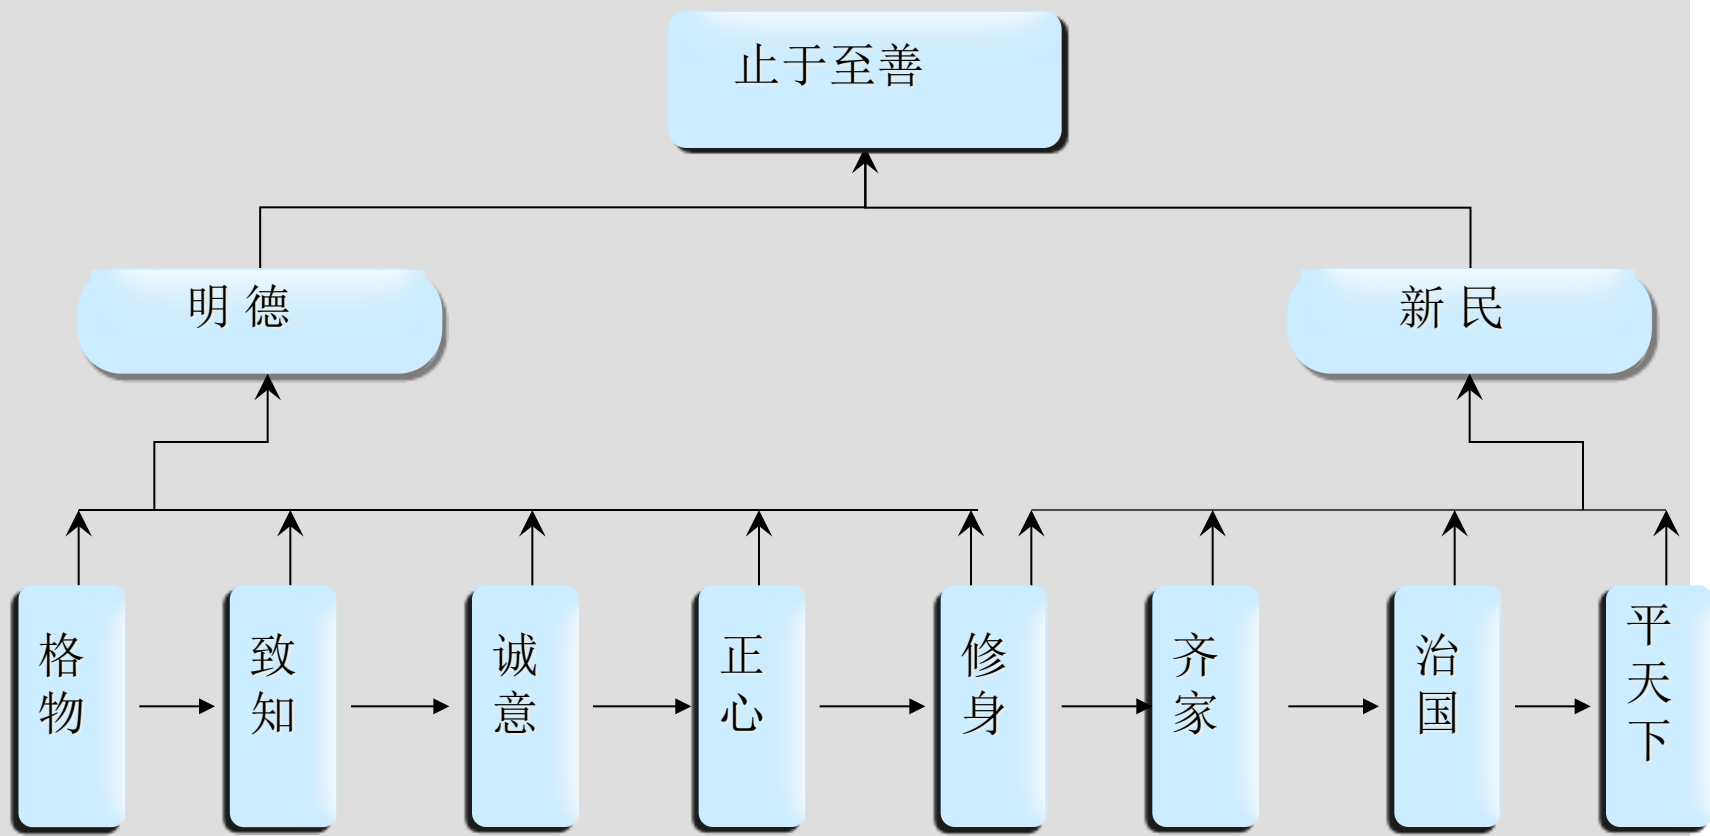 止于至善
明 德
新 民
格物
致知
诚意
正心
修身
齐家
治国
平天下